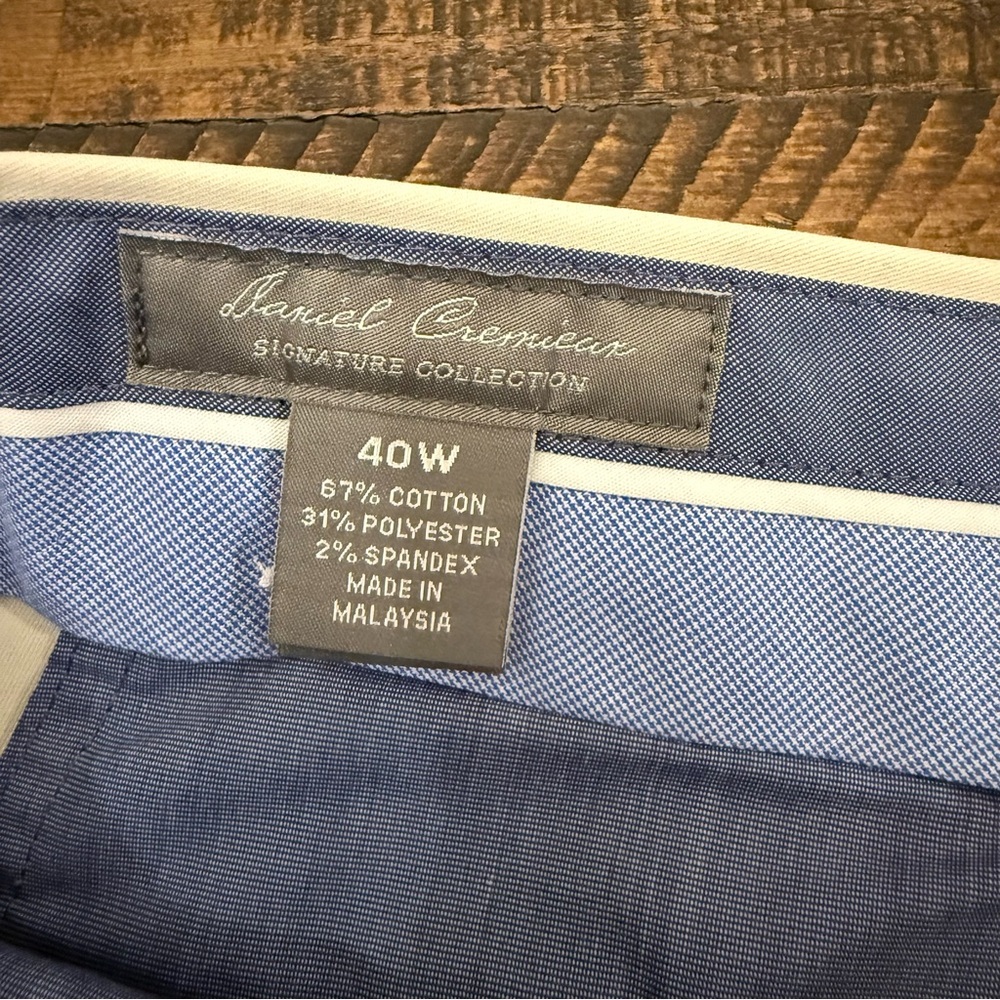 Daniel Cremieux
SIGNATURE COLLECTION
40W
67% COTTON
31% POLYESTER
2% SPANDEX
MADE IN
MALAYSIA